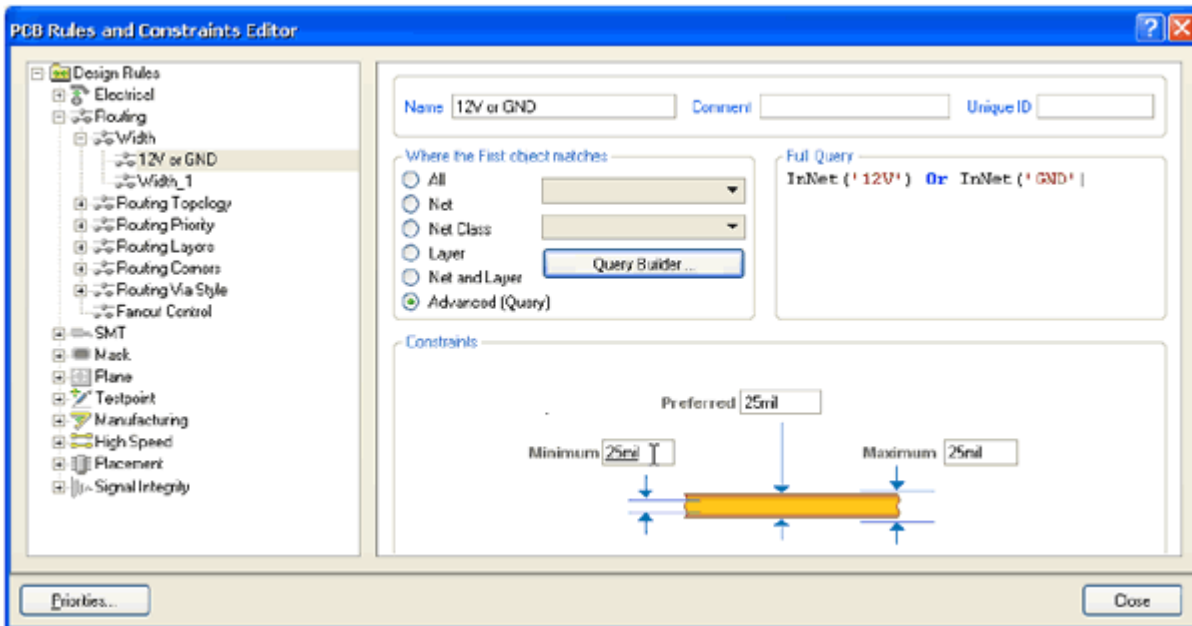 PCB Rules and Constraints Editor
Design Rules
Electrical
Routing
Width
12V or GND
Width_1
Routing Topology
Routing Priority
Routing Layers
Routing Corners
Routing Via Style
Fanout Control
SMT
Mask
Plane
Testpoint
Manufacturing
High Speed
Placement
Signal Integrity
Name 12V or GND Comment Unique ID
Where the First object matches
All
Net
Net Class
Layer
Net and Layer
Advanced (Query)
Query Builder ...
Full Query
InNet('12V') Or InNet('GND'
Constraints
Preferred 25mil
Minimum 25mil Maximum 25mil
Priorities... Close